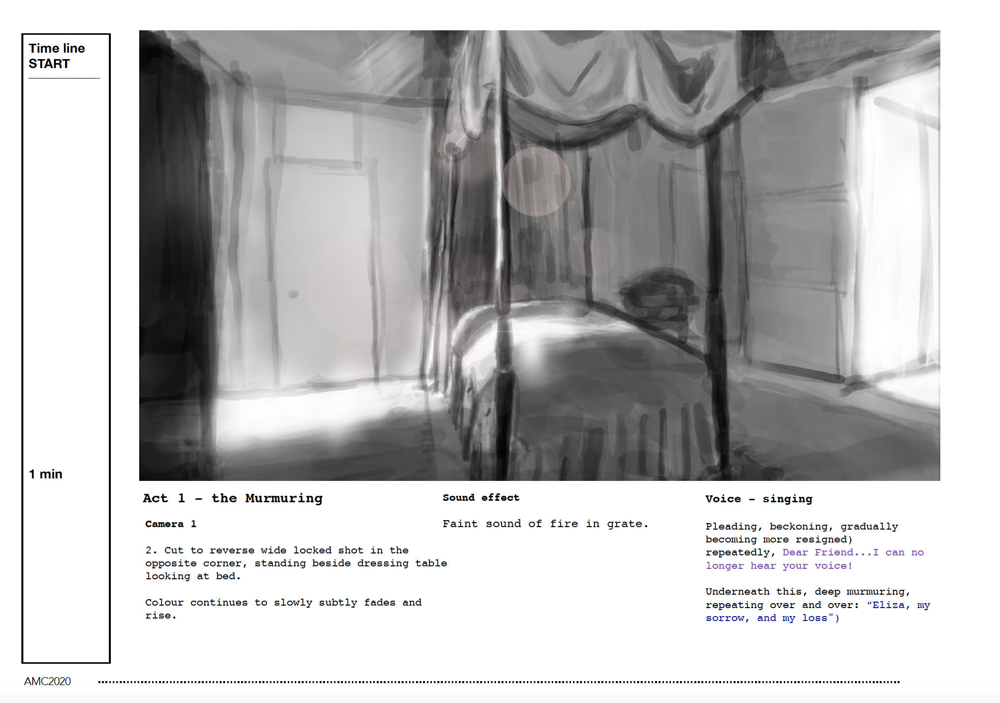 Time line
START
1 min
Act 1 – the Murmuring
Camera 1
2. Cut to reverse wide locked shot in the
opposite corner, standing beside dressing table
looking at bed.
Colour continues to slowly subtly fades and
rise.
Sound effect
Faint sound of fire in grate.
Voice – singing
Pleading, beckoning, gradually
becoming more resigned)
repeatedly, Dear Friend...I can no
longer hear your voice!
Underneath this, deep murmuring,
repeating over and over: “Eliza, my
sorrow, and my loss")
AMC2020